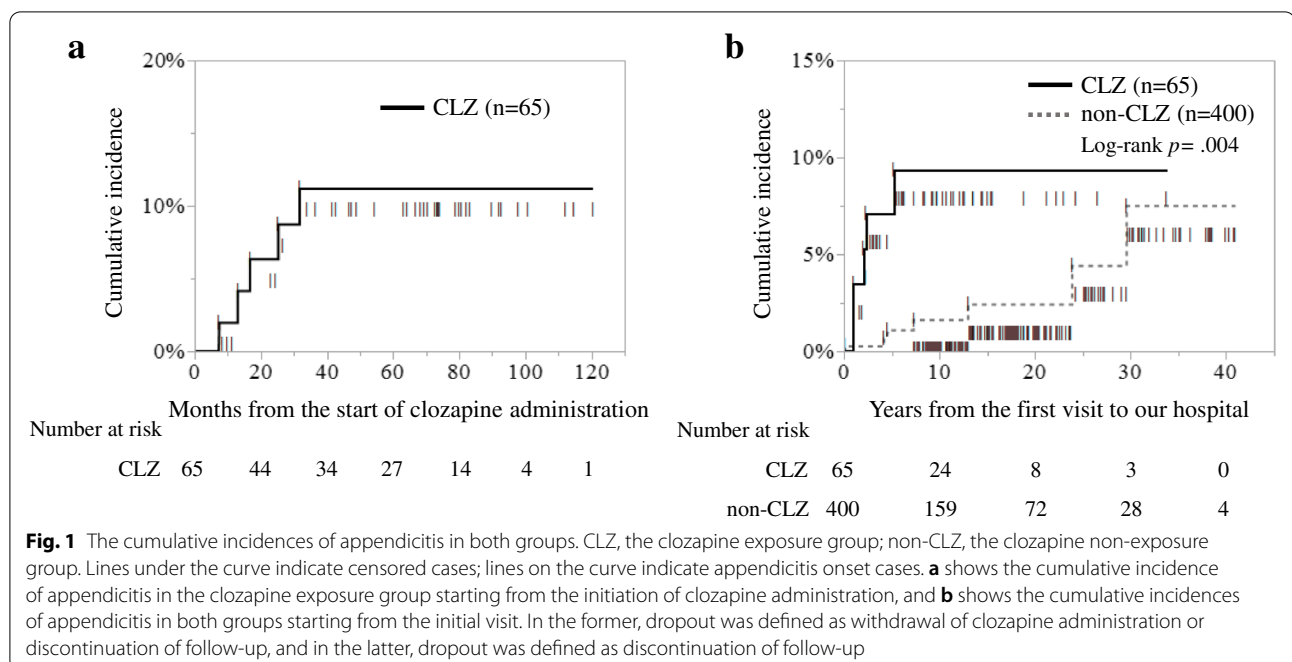 a
20%
10%
0%
Cumulative incidence
CLZ (n=65)
0 20 40 60 80 100 120
Months from the start of clozapine administration
Number at risk
CLZ 65 44 34 27 14 4 1
b
15%
10%
5%
0%
Cumulative incidence
CLZ (n=65)
non-CLZ (n=400)
Log-rank p= .004
0 10 20 30 40
Years from the first visit to our hospital
Number at risk
CLZ 65 24 8 3 0
non-CLZ 400 159 72 28 4
Fig. 1 The cumulative incidences of appendicitis in both groups. CLZ, the clozapine exposure group; non-CLZ, the clozapine non-exposure
group. Lines under the curve indicate censored cases; lines on the curve indicate appendicitis onset cases. a shows the cumulative incidence
of appendicitis in the clozapine exposure group starting from the initiation of clozapine administration, and b shows the cumulative incidences
of appendicitis in both groups starting from the initial visit. In the former, dropout was defined as withdrawal of clozapine administration or
discontinuation of follow-up, and in the latter, dropout was defined as discontinuation of follow-up